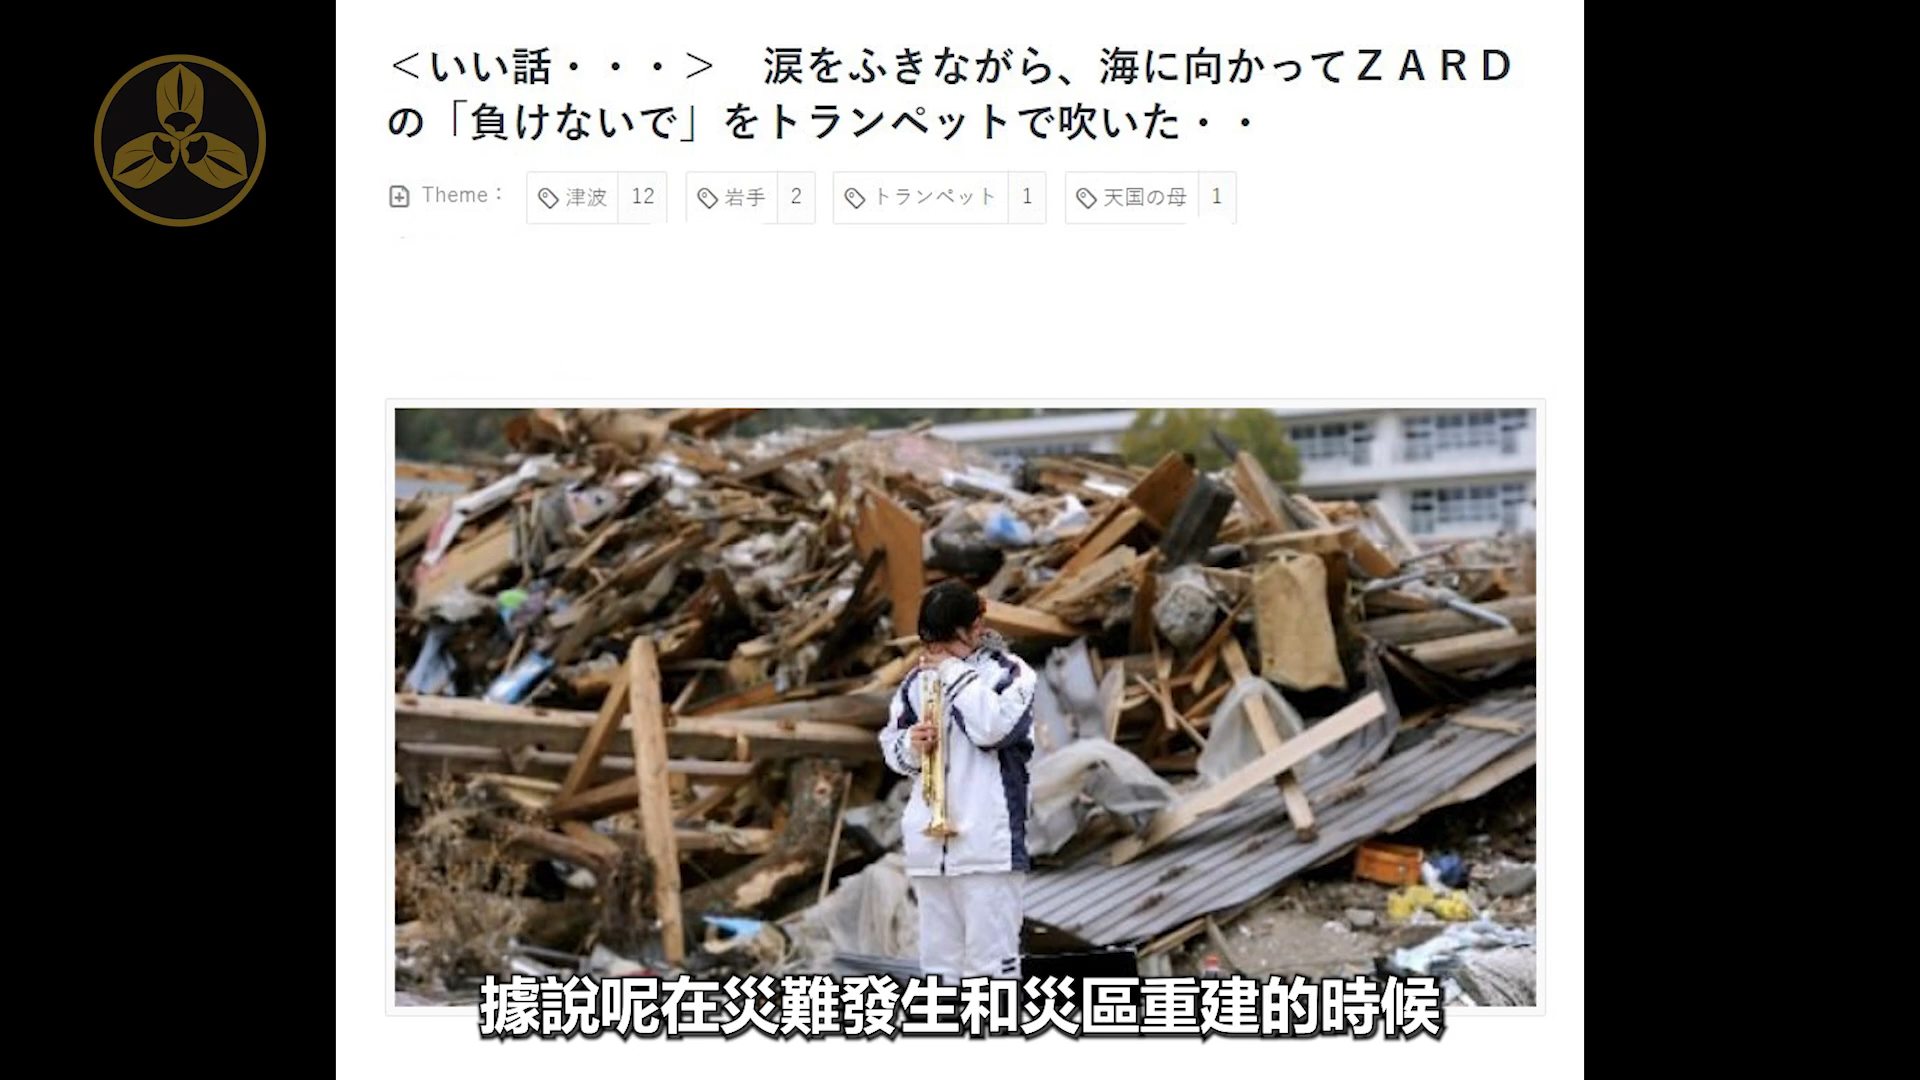 ＜いい話・・・＞　涙をふきながら、海に向かってＺＡＲＤ
の「負けないで」をトランペットで吹いた・・
Theme： 津波 12 岩手 2 トランペット 1 天国の母 1
據說呢在災難發生和災區重建的時候